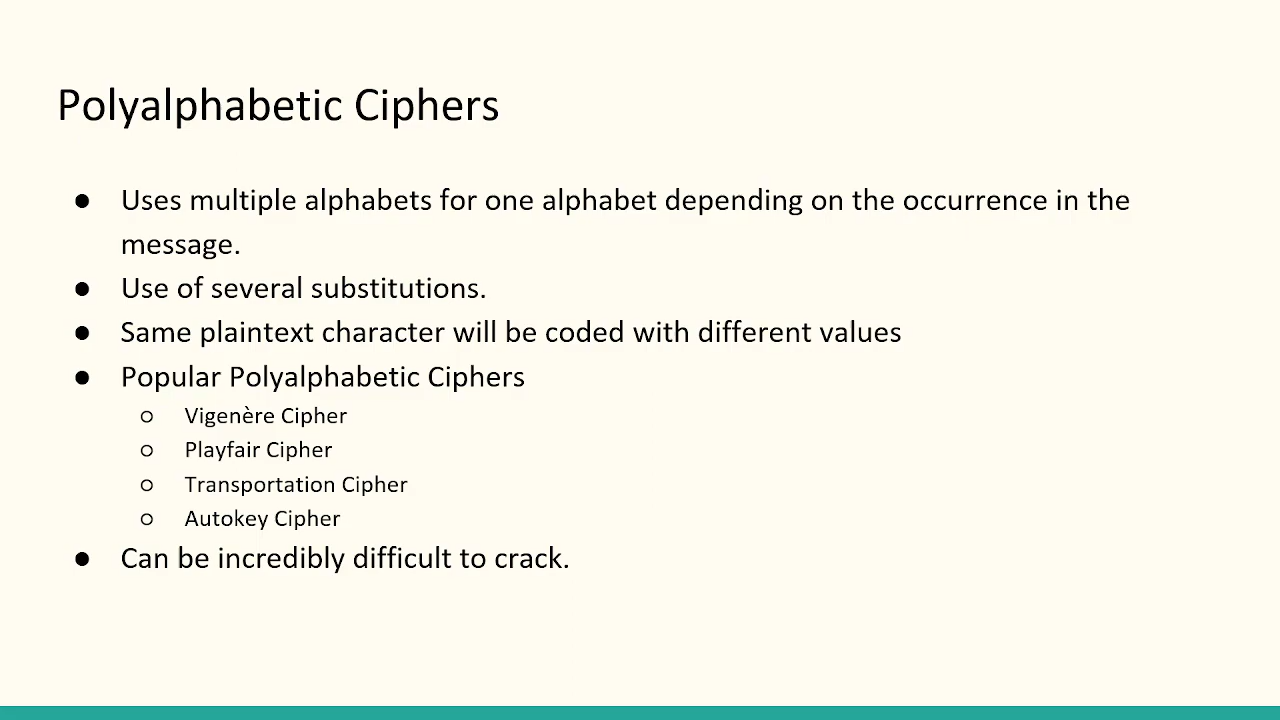 Polyalphabetic Ciphers
● Uses multiple alphabets for one alphabet depending on the occurrence in the
message.
● Use of several substitutions.
● Same plaintext character will be coded with different values
● Popular Polyalphabetic Ciphers
○ Vigenère Cipher
○ Playfair Cipher
○ Transportation Cipher
○ Autokey Cipher
● Can be incredibly difficult to crack.